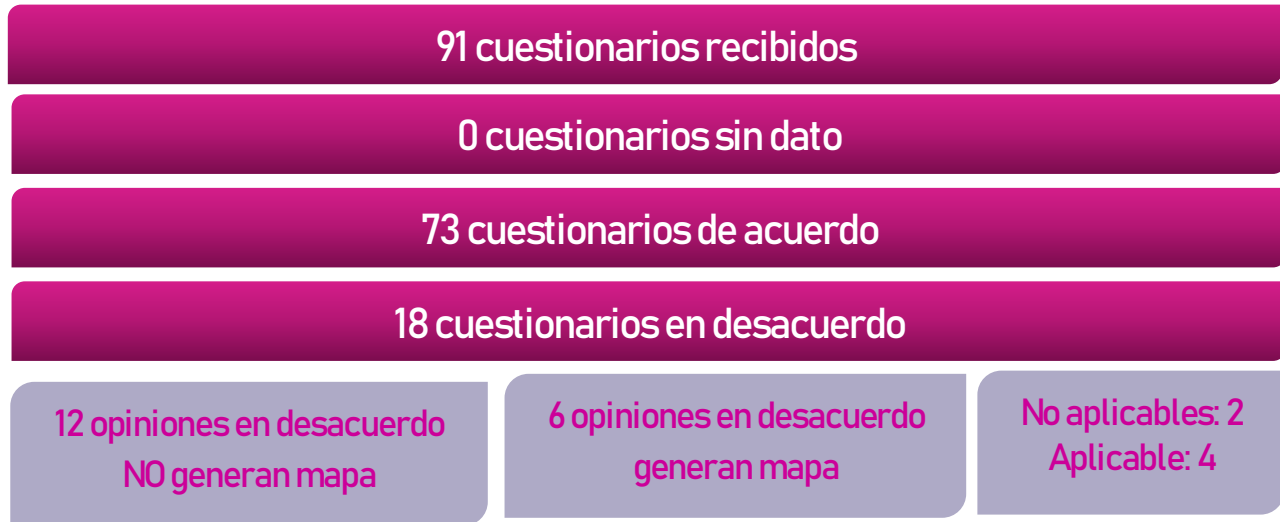 91 cuestionarios recibidos
0 cuestionarios sin dato
73 cuestionarios de acuerdo
18 cuestionarios en desacuerdo
12 opiniones en desacuerdo
NO generan mapa
6 opiniones en desacuerdo
generan mapa
No aplicables: 2
Aplicable: 4